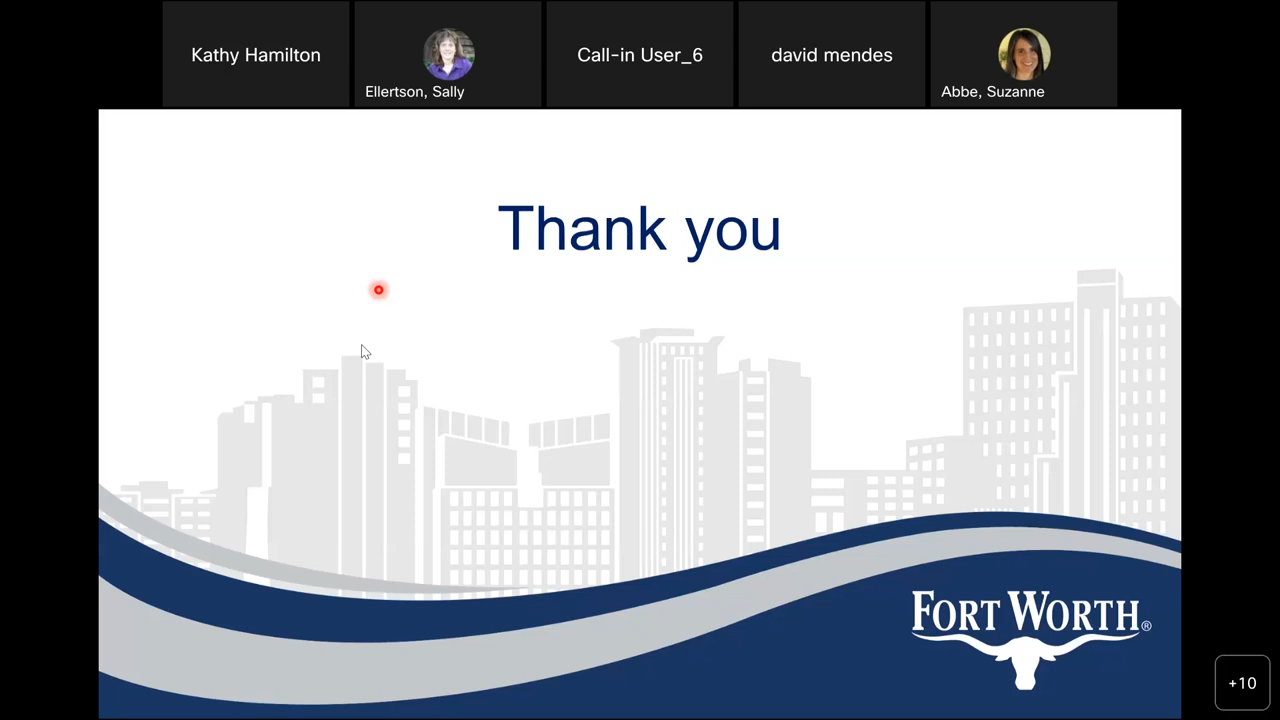 Kathy Hamilton
Ellertson, Sally
Call-in User_6
david mendes
Abbe, Suzanne
Thank you
FORT WORTH®
+10